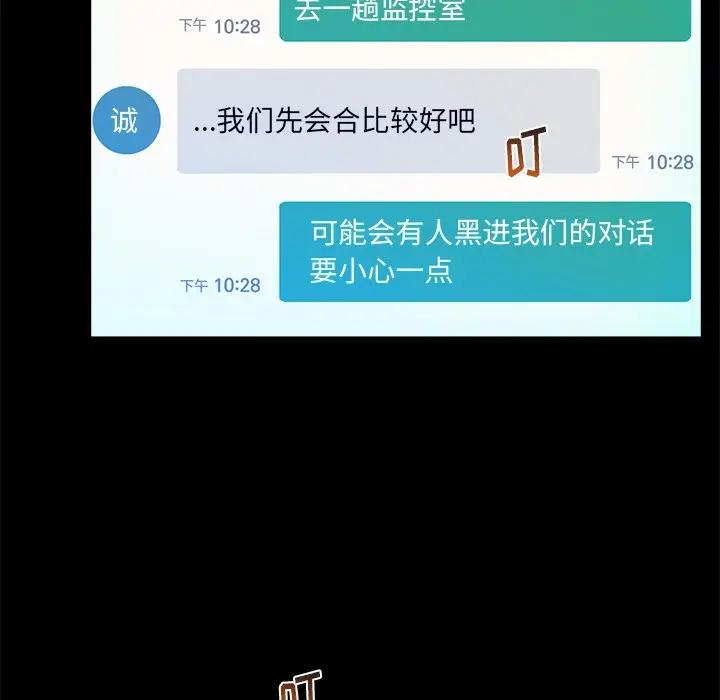 去一趟监控室
下午 10:28
诚
...我们先会合比较好吧
叮
下午 10:28
可能会有人黑进我们的对话
要小心一点
下午 10:28
叮